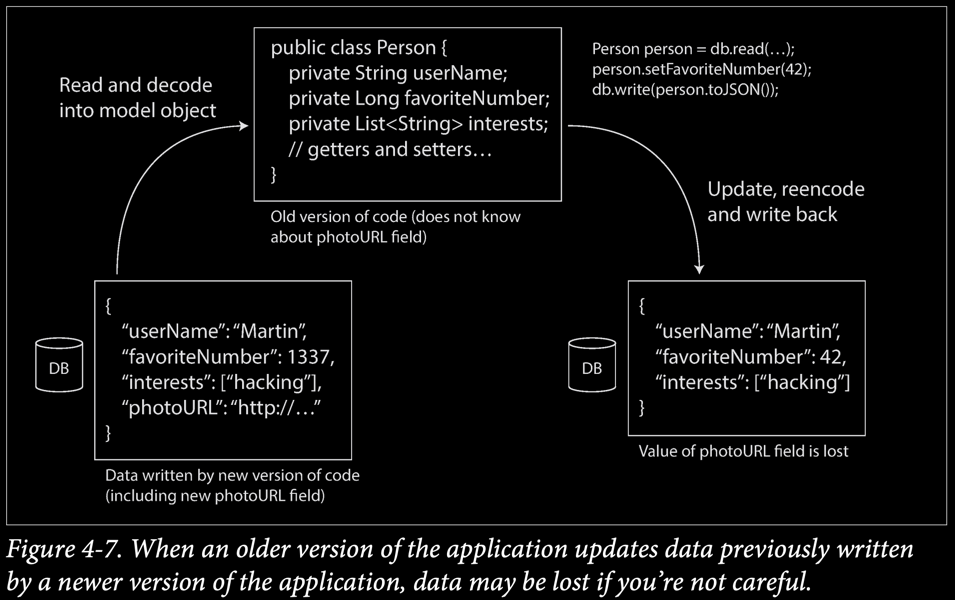 public class Person {
private String userName;
private Long favoriteNumber;
private List<String> interests;
// getters and setters…
}
Person person = db.read(…);
person.setFavoriteNumber(42);
db.write(person.toJSON());
Read and decode
into model object
Old version of code (does not know
about photoURL field)
Update, reencode
and write back
DB
{
“userName”: “Martin”,
“favoriteNumber”: 1337,
“interests”: [“hacking”],
“photoURL”: “http://…”
}
Data written by new version of code
(including new photoURL field)
DB
{
“userName”: “Martin”,
“favoriteNumber”: 42,
“interests”: [“hacking”]
}
Value of photoURL field is lost
Figure 4-7. When an older version of the application updates data previously written
by a newer version of the application, data may be lost if you’re not careful.